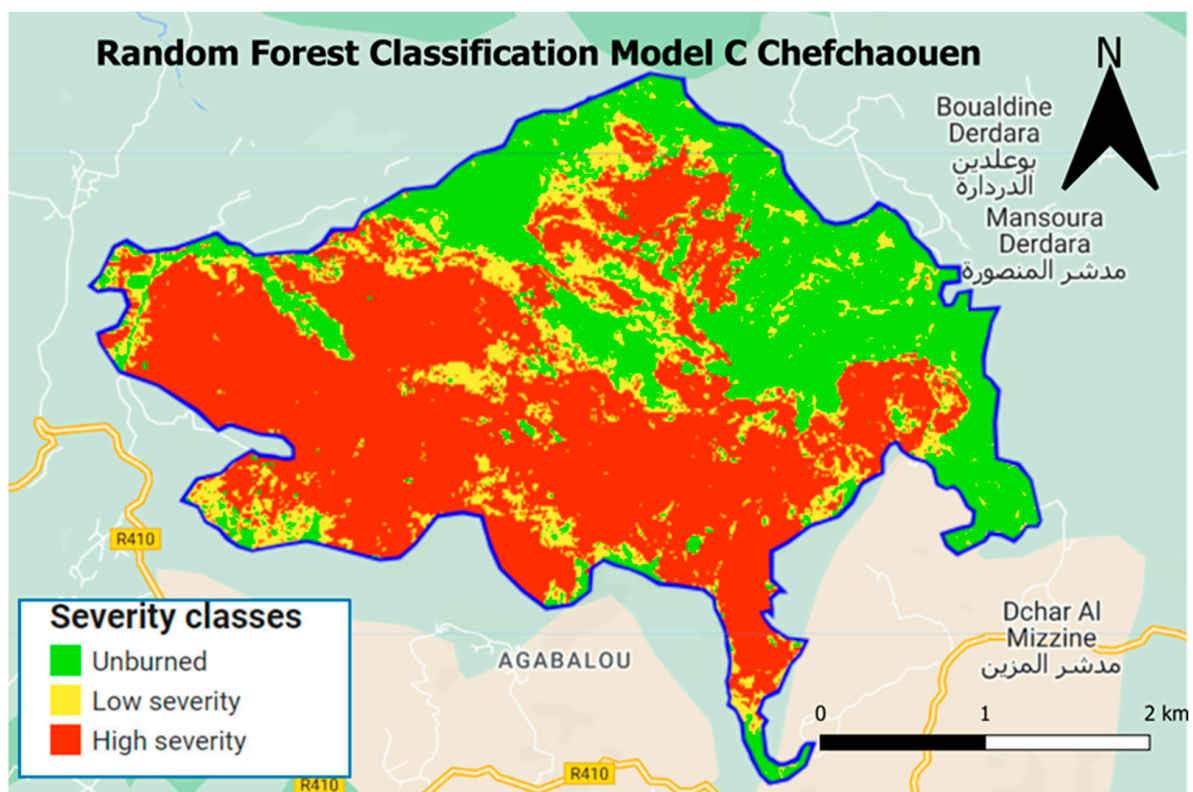 Random Forest Classification Model C Chefchaouen
N
Boualdine
Derdara
بوعلدين
الدردارة
Mansoura
Derdara
مدشر المنصورة
R410
Severity classes
Unburned
Low severity
High severity
AGABALOU
Dchar Al
Mizzine
مدشر المزين
0 1 2 km
R410
R410